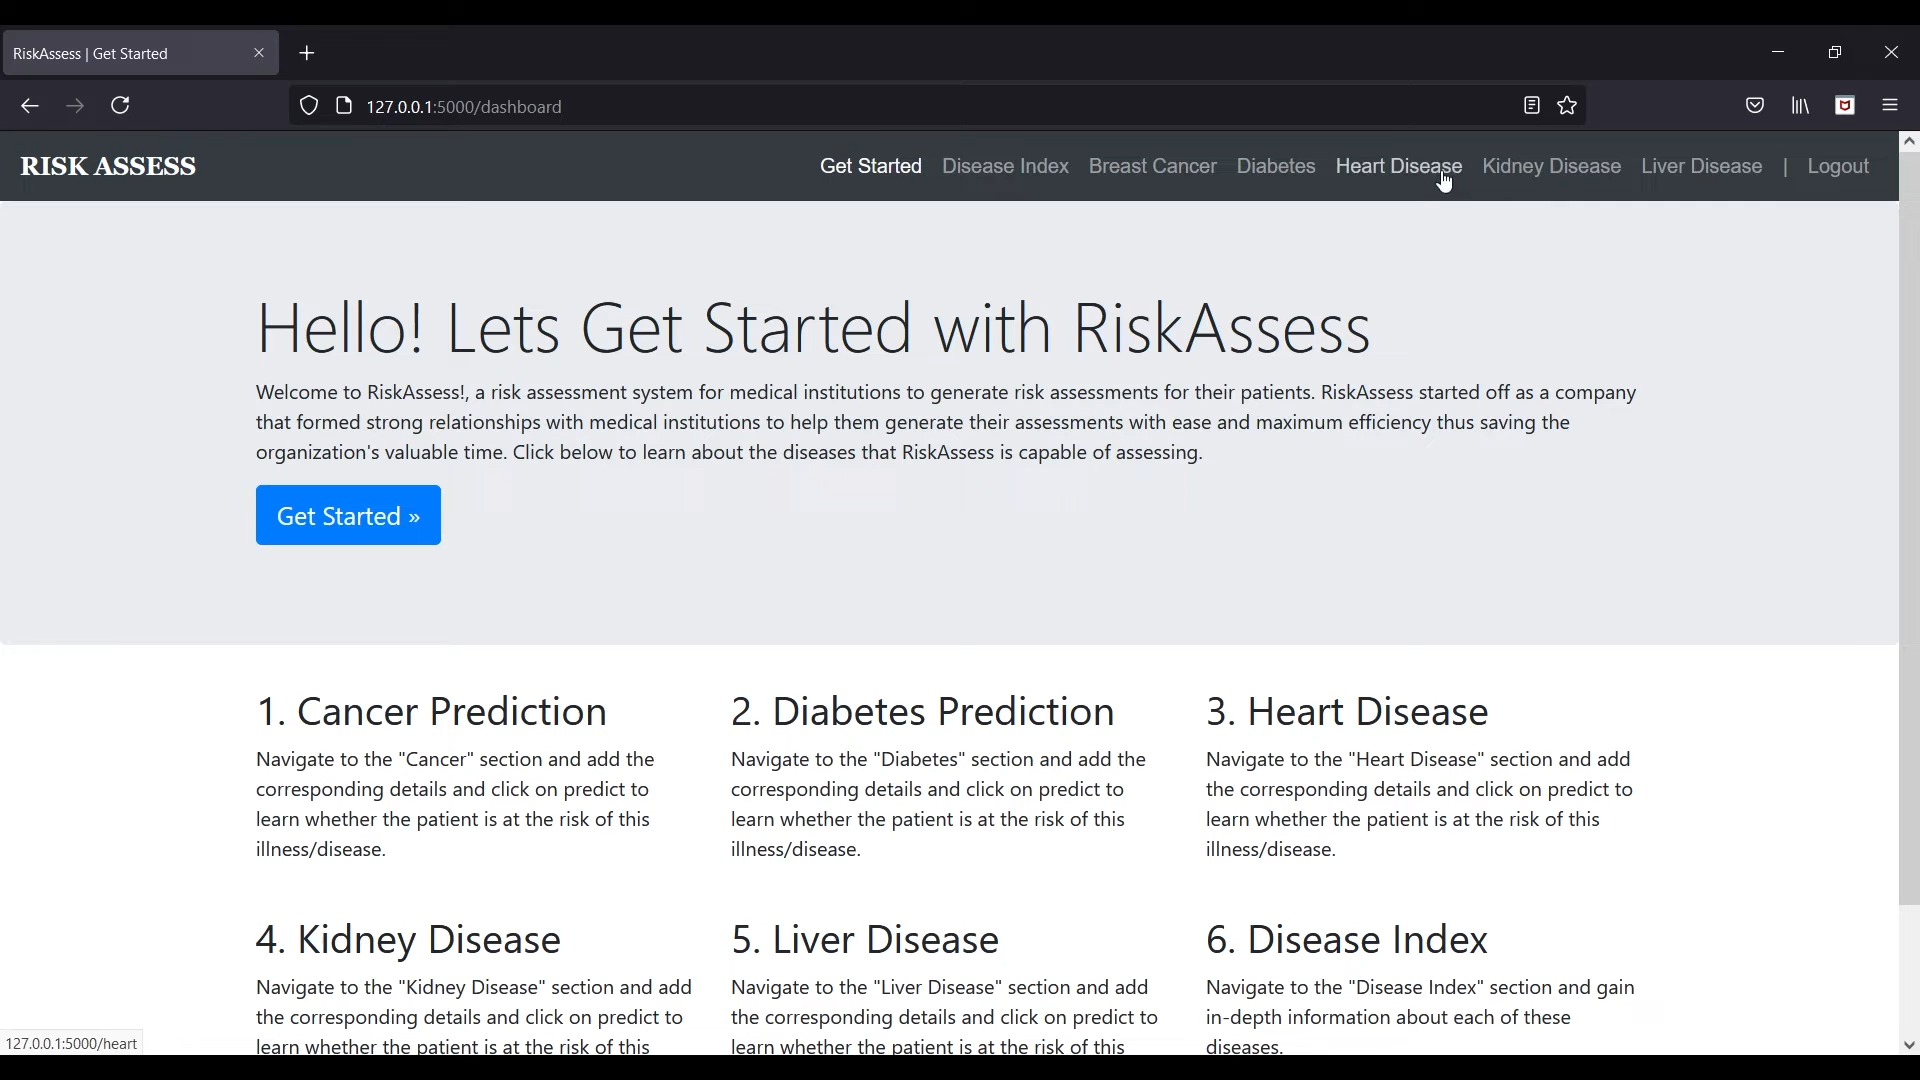 RiskAssess | Get Started
127.0.0.1:5000/dashboard
RISK ASSESS
Get Started Disease Index Breast Cancer Diabetes Heart Disease Kidney Disease Liver Disease | Logout
Hello! Lets Get Started with RiskAssess
Welcome to RiskAssess!, a risk assessment system for medical institutions to generate risk assessments for their patients. RiskAssess started off as a company
that formed strong relationships with medical institutions to help them generate their assessments with ease and maximum efficiency thus saving the
organization's valuable time. Click below to learn about the diseases that RiskAssess is capable of assessing.
Get Started »
1. Cancer Prediction
Navigate to the "Cancer" section and add the
corresponding details and click on predict to
learn whether the patient is at the risk of this
illness/disease.
2. Diabetes Prediction
Navigate to the "Diabetes" section and add the
corresponding details and click on predict to
learn whether the patient is at the risk of this
illness/disease.
3. Heart Disease
Navigate to the "Heart Disease" section and add
the corresponding details and click on predict to
learn whether the patient is at the risk of this
illness/disease.
4. Kidney Disease
Navigate to the "Kidney Disease" section and add
the corresponding details and click on predict to
learn whether the patient is at the risk of this
5. Liver Disease
Navigate to the "Liver Disease" section and add
the corresponding details and click on predict to
learn whether the patient is at the risk of this
6. Disease Index
Navigate to the "Disease Index" section and gain
in-depth information about each of these
diseases.
127.0.0.1:5000/heart